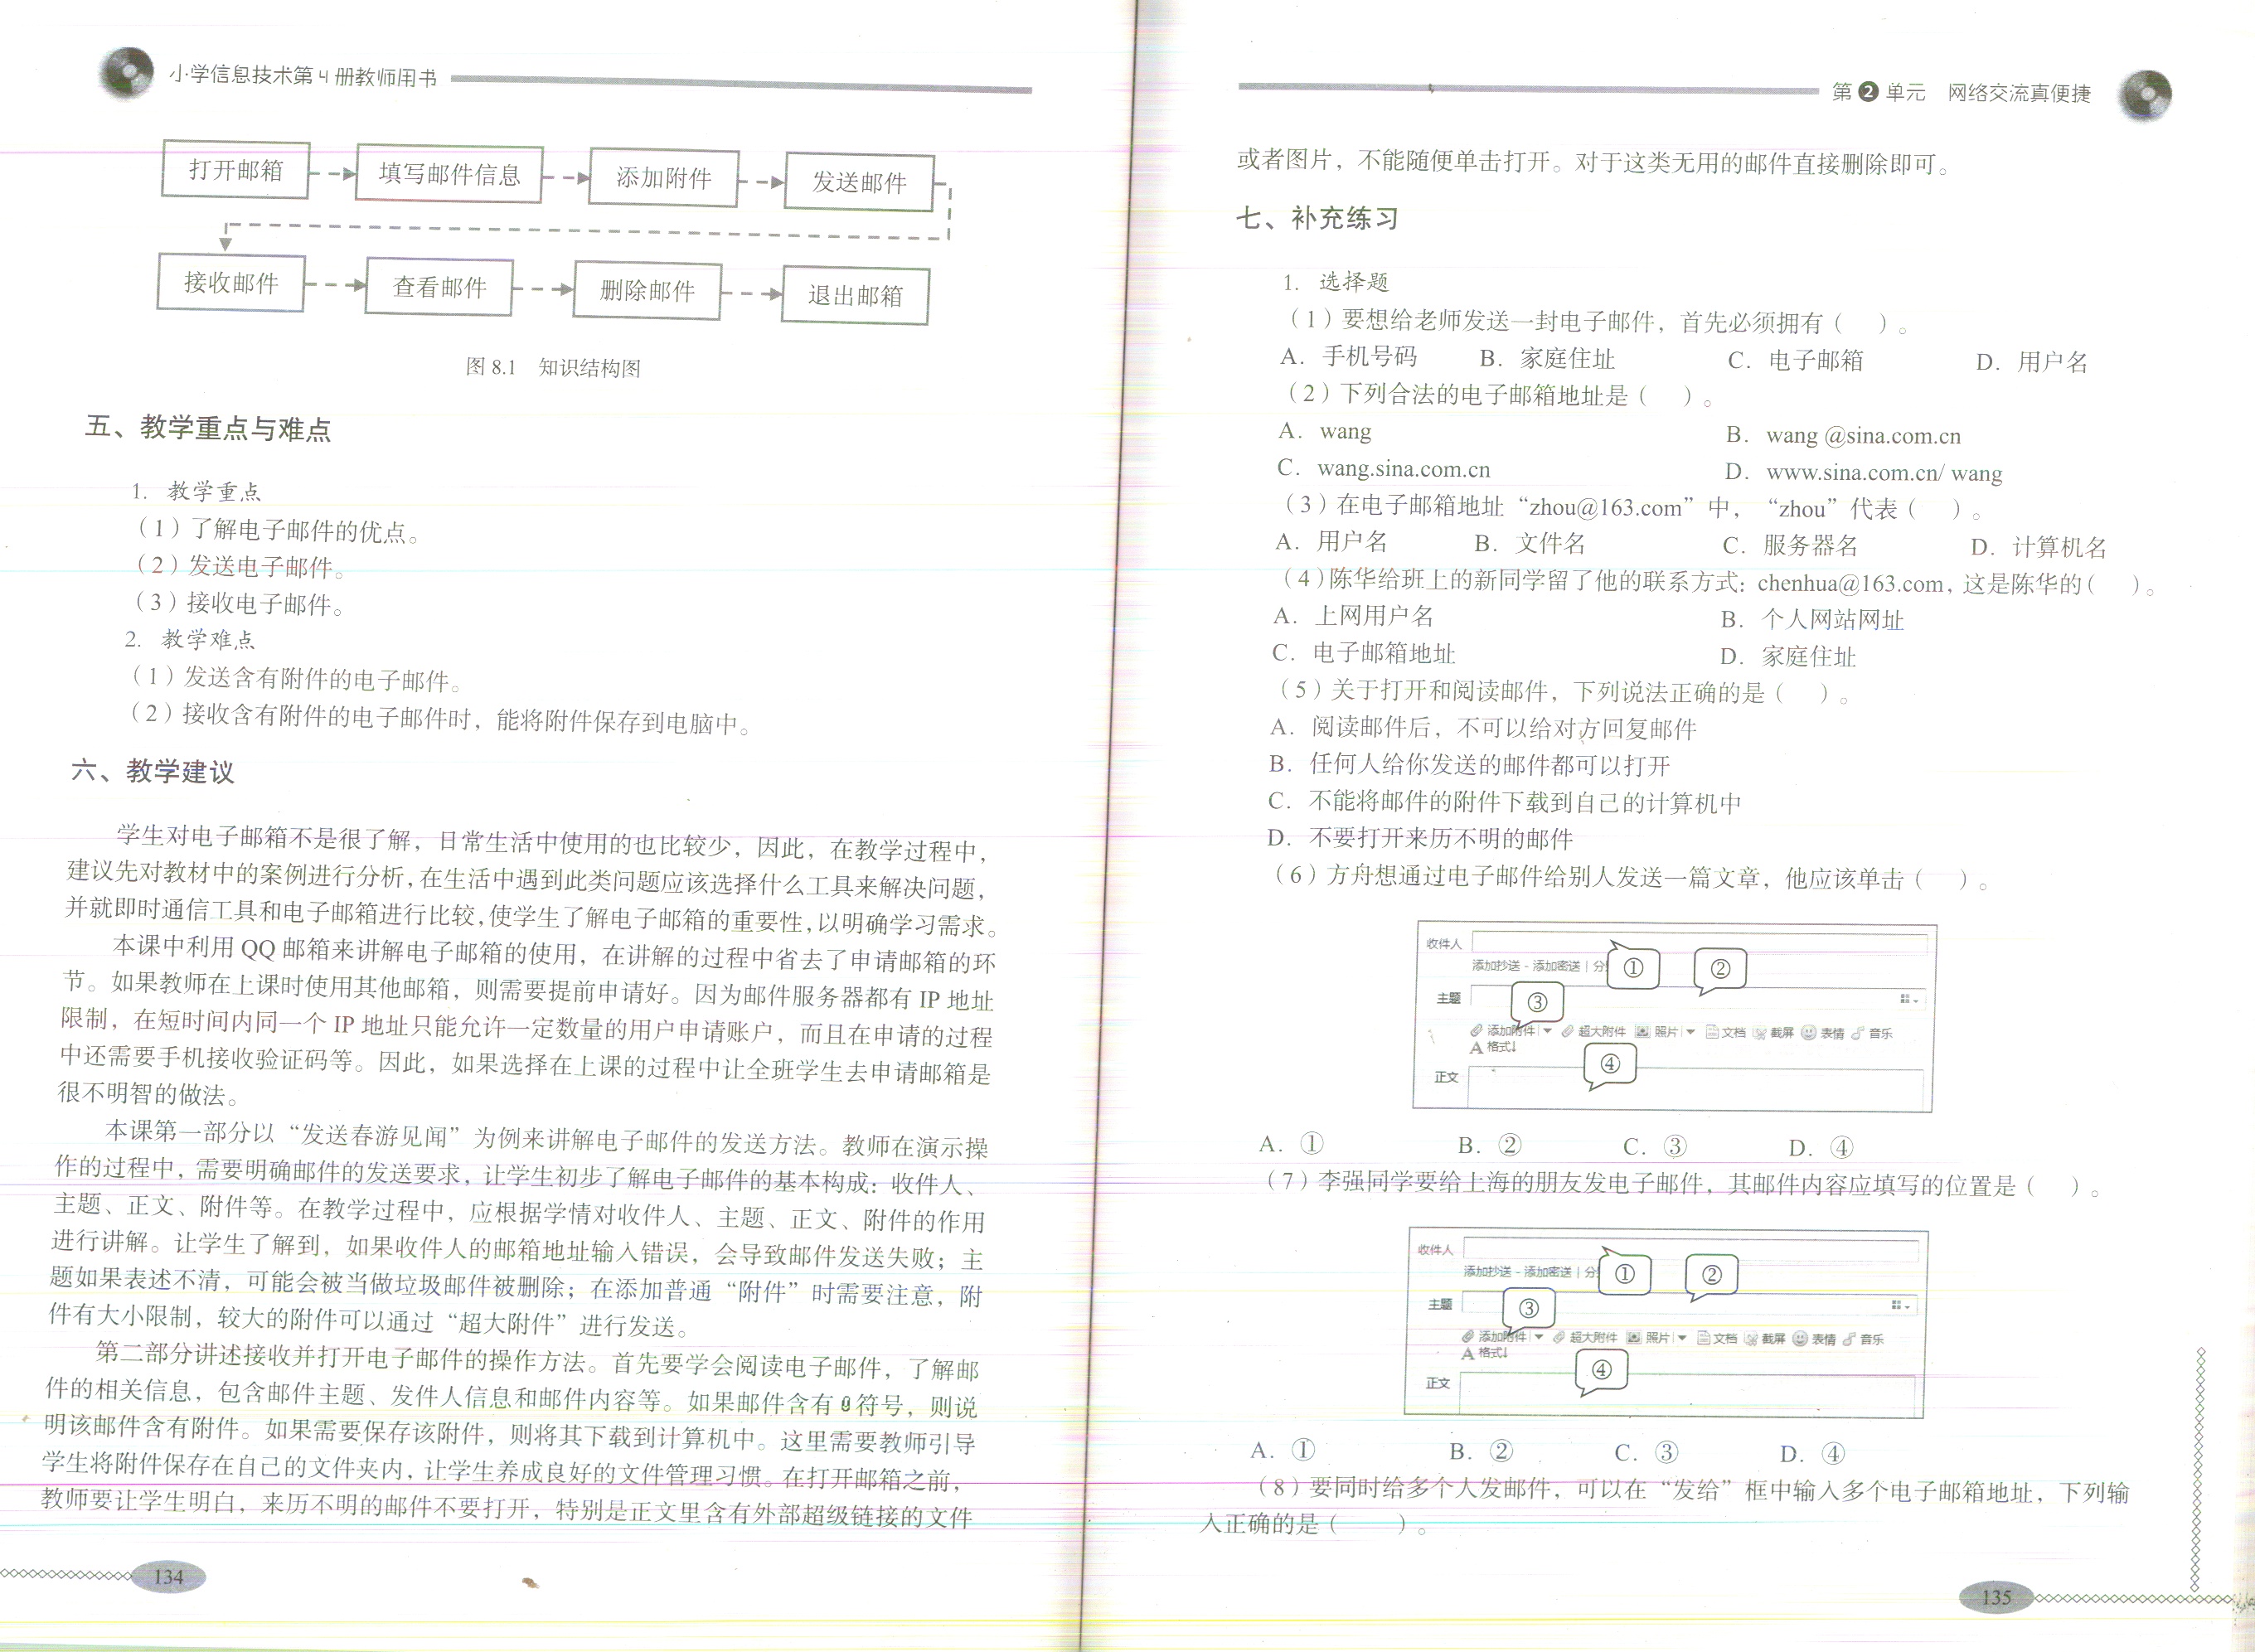 小学信息技术第4册教师用书
打开邮箱
填写邮件信息
添加附件
发送邮件
接收邮件
查看邮件
删除邮件
退出邮箱
图 8.1 知识结构图
五、教学重点与难点
1. 教学重点
（1）了解电子邮件的优点。
（2）发送电子邮件。
（3）接收电子邮件。
2. 教学难点
（1）发送含有附件的电子邮件。
（2）接收含有附件的电子邮件时，能将附件保存到电脑中。
六、教学建议
学生对电子邮箱不是很了解，日常生活中使用的也比较少，因此，在教学过程中，
建议先对教材中的案例进行分析，在生活中遇到此类问题应该选择什么工具来解决问题，
并就即时通信工具和电子邮箱进行比较，使学生了解电子邮箱的重要性，以明确学习需求。
本课中利用 QQ 邮箱来讲解电子邮箱的使用，在讲解的过程中省去了申请邮箱的环
节。如果教师在上课时使用其他邮箱，则需要提前申请好。因为邮件服务器都有 IP 地址
限制，在短时间内同一个 IP 地址只能允许一定数量的用户申请账户，而且在申请的过程
中还需要手机接收验证码等。因此，如果选择在上课的过程中让全班学生去申请邮箱是
很不明智的做法。
本课第一部分以“发送春游见闻”为例来讲解电子邮件的发送方法。教师在演示操
作的过程中，需要明确邮件的发送要求，让学生初步了解电子邮件的基本构成：收件人、
主题、正文、附件等。在教学过程中，应根据学情对收件人、主题、正文、附件的作用
进行讲解。让学生了解到，如果收件人的邮箱地址输入错误，会导致邮件发送失败；主
题如果表述不清，可能会被当做垃圾邮件被删除；在添加普通“附件”时需要注意，附
件有大小限制，较大的附件可以通过“超大附件”进行发送。
第二部分讲述接收并打开电子邮件的操作方法。首先要学会阅读电子邮件，了解邮
件的相关信息，包含邮件主题、发件人信息和邮件内容等。如果邮件含有符号，则说
明该邮件含有附件。如果需要保存该附件，则将其下载到计算机中。这里需要教师引导
学生将附件保存在自己的文件夹内，让学生养成良好的文件管理习惯。在打开邮箱之前，
教师要让学生明白，来历不明的邮件不要打开，特别是正文里含有外部超级链接的文件
134
第2单元 网络交流真便捷
或者图片，不能随便单击打开。对于这类无用的邮件直接删除即可。
七、补充练习
1. 选择题
（1）要想给老师发送一封电子邮件，首先必须拥有（ ）。
A. 手机号码 B. 家庭住址 C. 电子邮箱 D. 用户名
（2）下列合法的电子邮箱地址是（ ）。
A. wang B. wang @sina.com.cn
C. wang.sina.com.cn D. www.sina.com.cn/ wang
（3）在电子邮箱地址“zhou@163.com”中，“zhou”代表（ ）。
A. 用户名 B. 文件名 C. 服务器名 D. 计算机名
（4）陈华给班上的新同学留了他的联系方式：chenhua@163.com，这是陈华的（ ）。
A. 上网用户名 B. 个人网站网址
C. 电子邮箱地址 D. 家庭住址
（5）关于打开和阅读邮件，下列说法正确的是（ ）。
A. 阅读邮件后，不可以给对方回复邮件
B. 任何人给你发送的邮件都可以打开
C. 不能将邮件的附件下载到自己的计算机中
D. 不要打开来历不明的邮件
（6）方舟想通过电子邮件给别人发送一篇文章，他应该单击（ ）。
收件人
添加抄送 - 添加密送 | 分 ① ②
主题 ③
添加附件 超大附件 照片 文档 截屏 表情 音乐
A 格式↓
正文 ④
A. ① B. ② C. ③ D. ④
（7）李强同学要给上海的朋友发电子邮件，其邮件内容应填写的位置是（ ）。
收件人
添加抄送 - 添加密送 | 分 ① ②
主题 ③
添加附件 超大附件 照片 文档 截屏 表情 音乐
A 格式↓
正文 ④
A. ① B. ② C. ③ D. ④
（8）要同时给多个人发邮件，可以在“发给”框中输入多个电子邮箱地址，下列输
入正确的是（ ）。
135